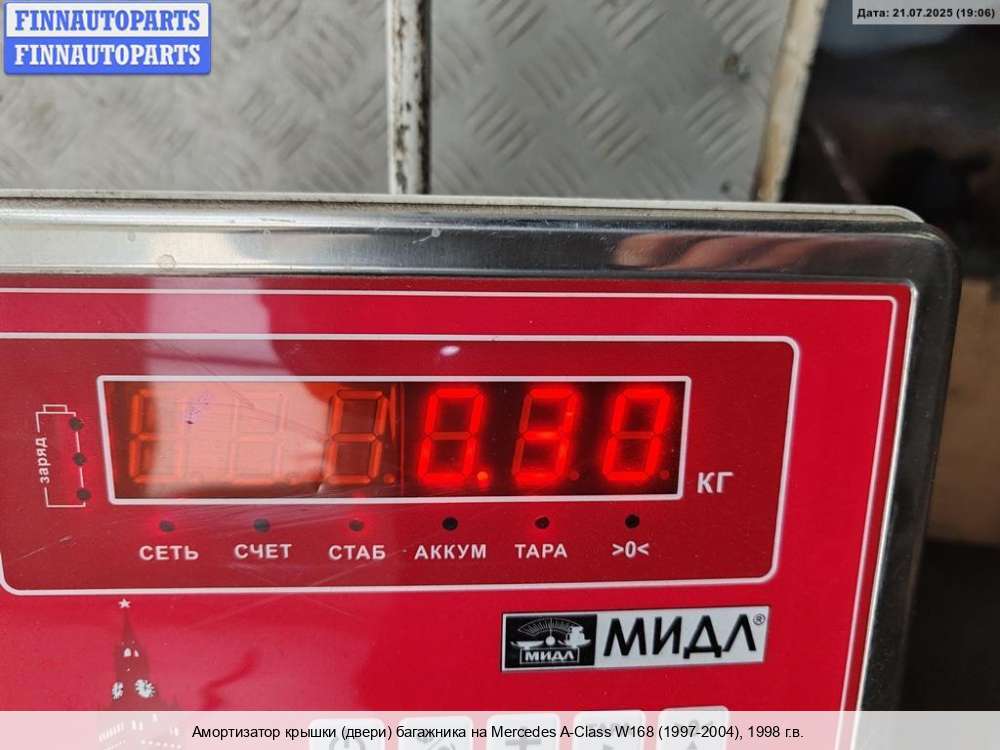 FINNAUTOPARTS
FINNAUTOPARTS
Дата: 21.07.2025 (19:06)
0.30
КГ
заряд
СЕТЬ СЧЕТ СТАБ АККУМ ТАРА >0<
МИДЛ
МИДЛ®
Амортизатор крышки (двери) багажника на Mercedes A-Class W168 (1997-2004), 1998 г.в.